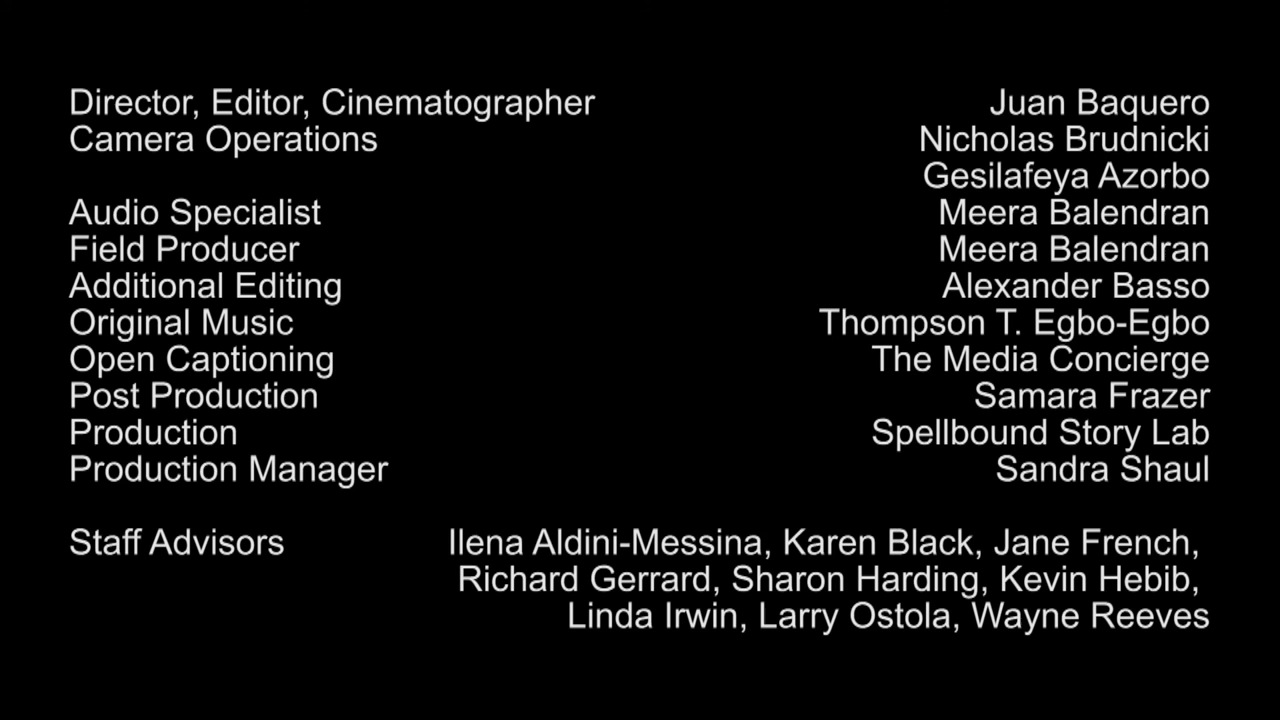 Director, Editor, Cinematographer Juan Baquero
Camera Operations Nicholas Brudnicki
Gesilafeya Azorbo
Audio Specialist Meera Balendran
Field Producer Meera Balendran
Additional Editing Alexander Basso
Original Music Thompson T. Egbo-Egbo
Open Captioning The Media Concierge
Post Production Samara Frazer
Production Spellbound Story Lab
Production Manager Sandra Shaul
Staff Advisors Ilena Aldini-Messina, Karen Black, Jane French,
Richard Gerrard, Sharon Harding, Kevin Hebib,
Linda Irwin, Larry Ostola, Wayne Reeves